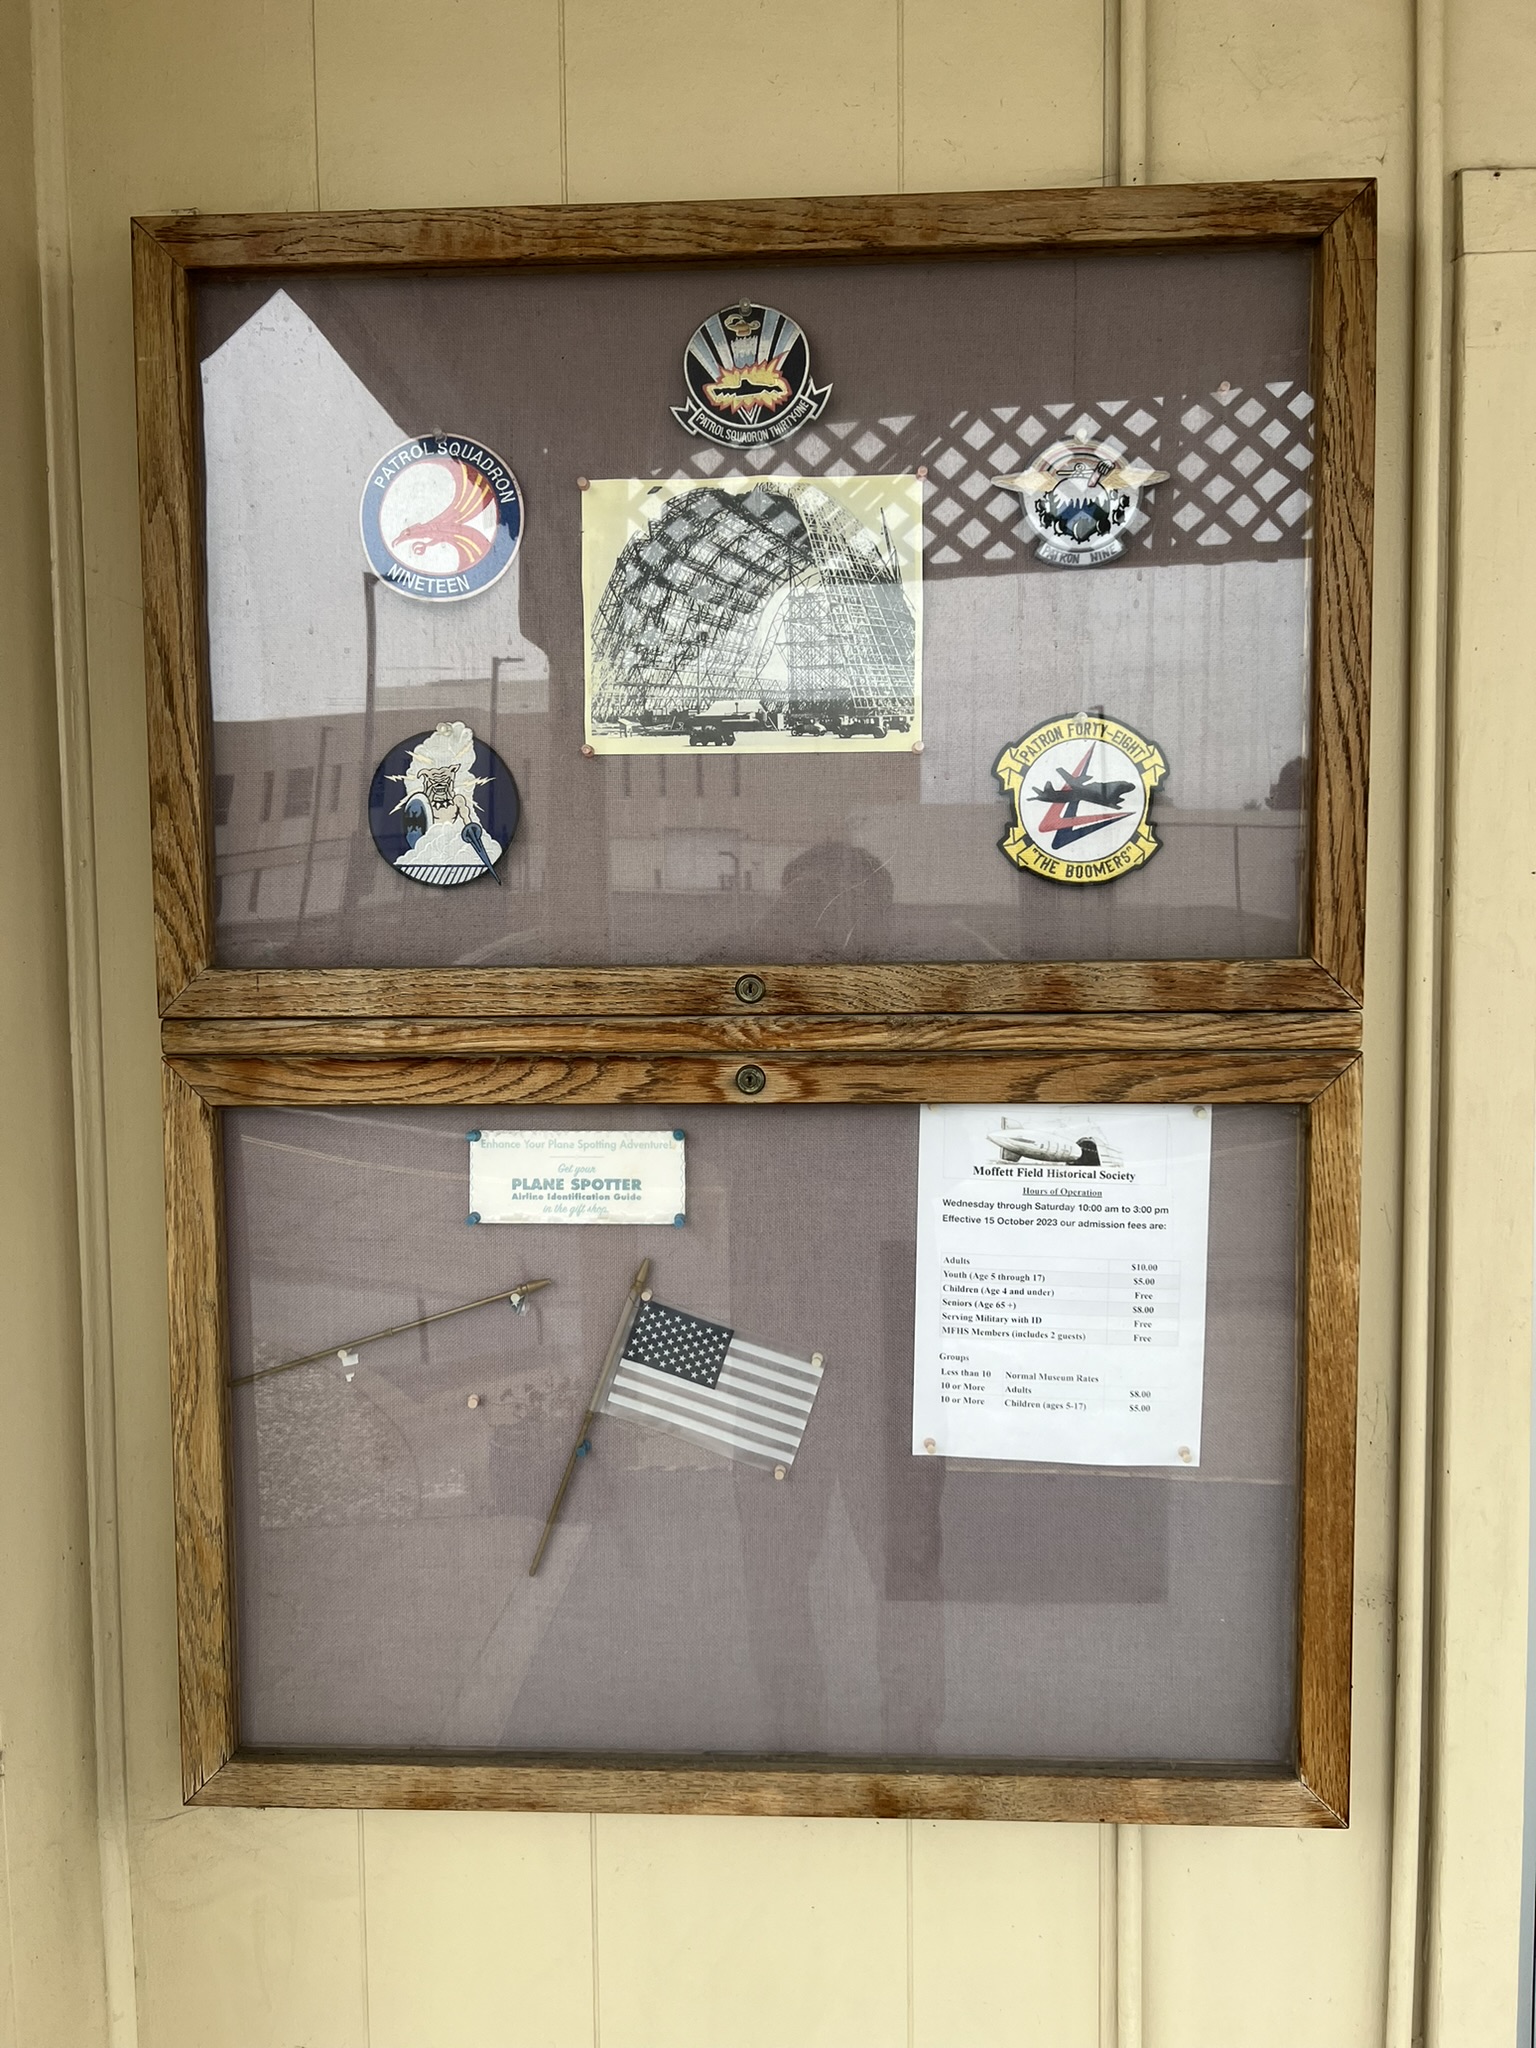 PATROL SQUADRON THIRTY-ONE
PATROL SQUADRON
NINETEEN
PATRON NINE
PATRON FORTY-EIGHT
"THE BOOMERS"
Enhance Your Plane Spotting Adventure!
Get your
PLANE SPOTTER
Airline Identification Guide
in the gift shop.
Moffett Field Historical Society
Hours of Operation
Wednesday through Saturday 10:00 am to 3:00 pm
Effective 15 October 2023 our admission fees are:
Adults $10.00
Youth (Age 5 through 17) $5.00
Children (Age 4 and under) Free
Seniors (Age 65 +) $8.00
Serving Military with ID Free
MFHS Members (includes 2 guests) Free
Groups
Less than 10 Normal Museum Rates
10 or More Adults $8.00
10 or More Children (ages 5-17) $5.00